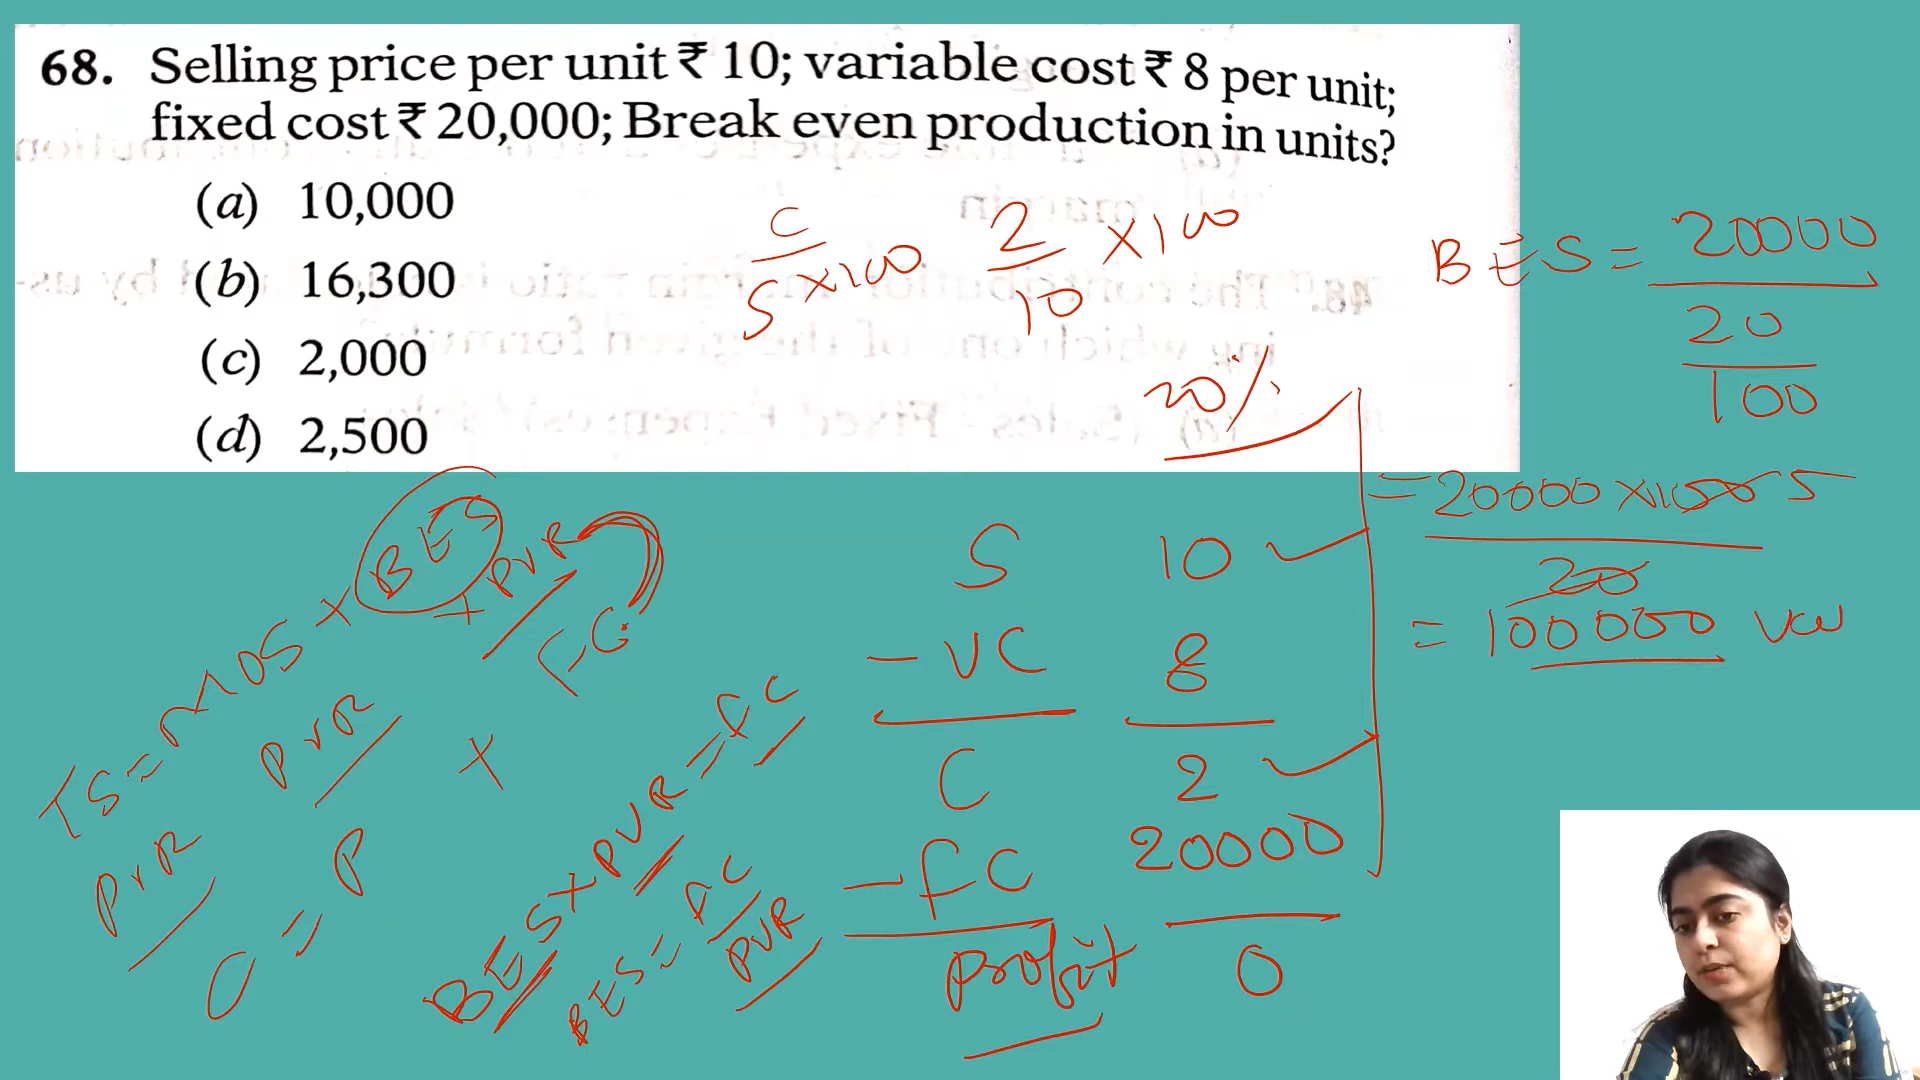 68. Selling price per unit ₹ 10; variable cost ₹ 8 per unit;
fixed cost ₹ 20,000; Break even production in units?
(a) 10,000
(b) 16,300
(c) 2,000
(d) 2,500
C/S × 100 2/10 × 100
20%
BES = 20000 / 20/100
= 20000 × 100 5 / 20
= 100000
S 10
- VC 8
C 2
- FC 20000
Profit 0
TS = MOS + BES
PVR PVR × PVR
C = P + FC
BES × PVR = FC
BES = FC / PVR